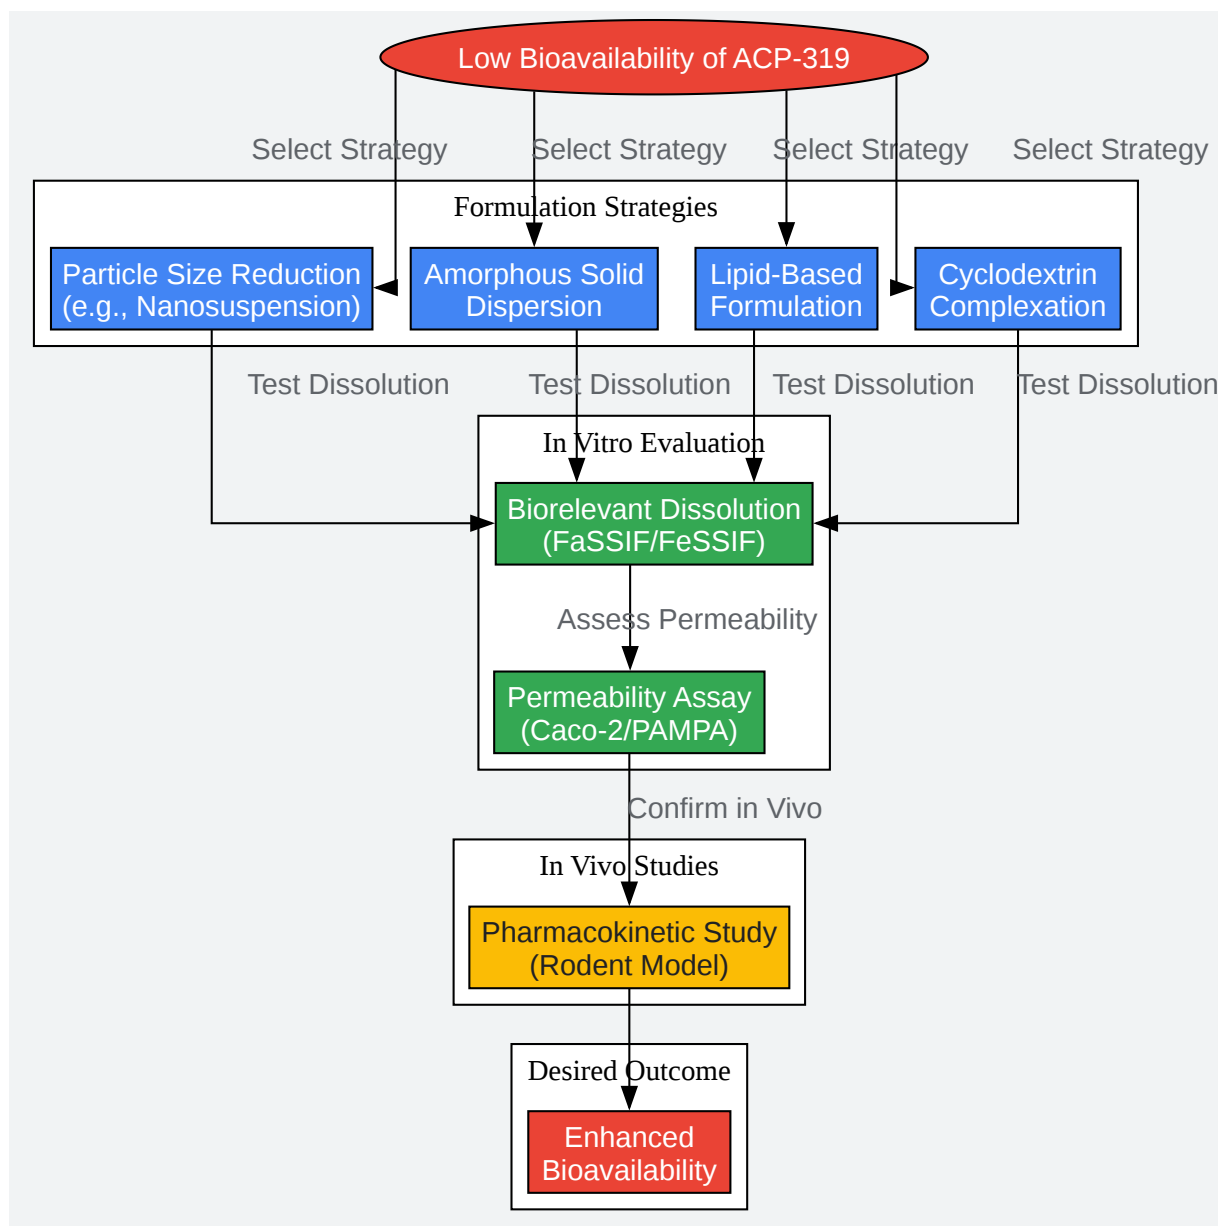 Low Bioavailability of ACP-319
Select Strategy
Select Strategy
Select Strategy
Select Strategy
Formulation Strategies
Particle Size Reduction
(e.g., Nanosuspension)
Amorphous Solid
Dispersion
Lipid-Based
Formulation
Cyclodextrin
Complexation
Test Dissolution
Test Dissolution
Test Dissolution
Test Dissolution
In Vitro Evaluation
Biorelevant Dissolution
(FaSSIF/FeSSIF)
Assess Permeability
Permeability Assay
(Caco-2/PAMPA)
Confirm in Vivo
In Vivo Studies
Pharmacokinetic Study
(Rodent Model)
Desired Outcome
Enhanced
Bioavailability